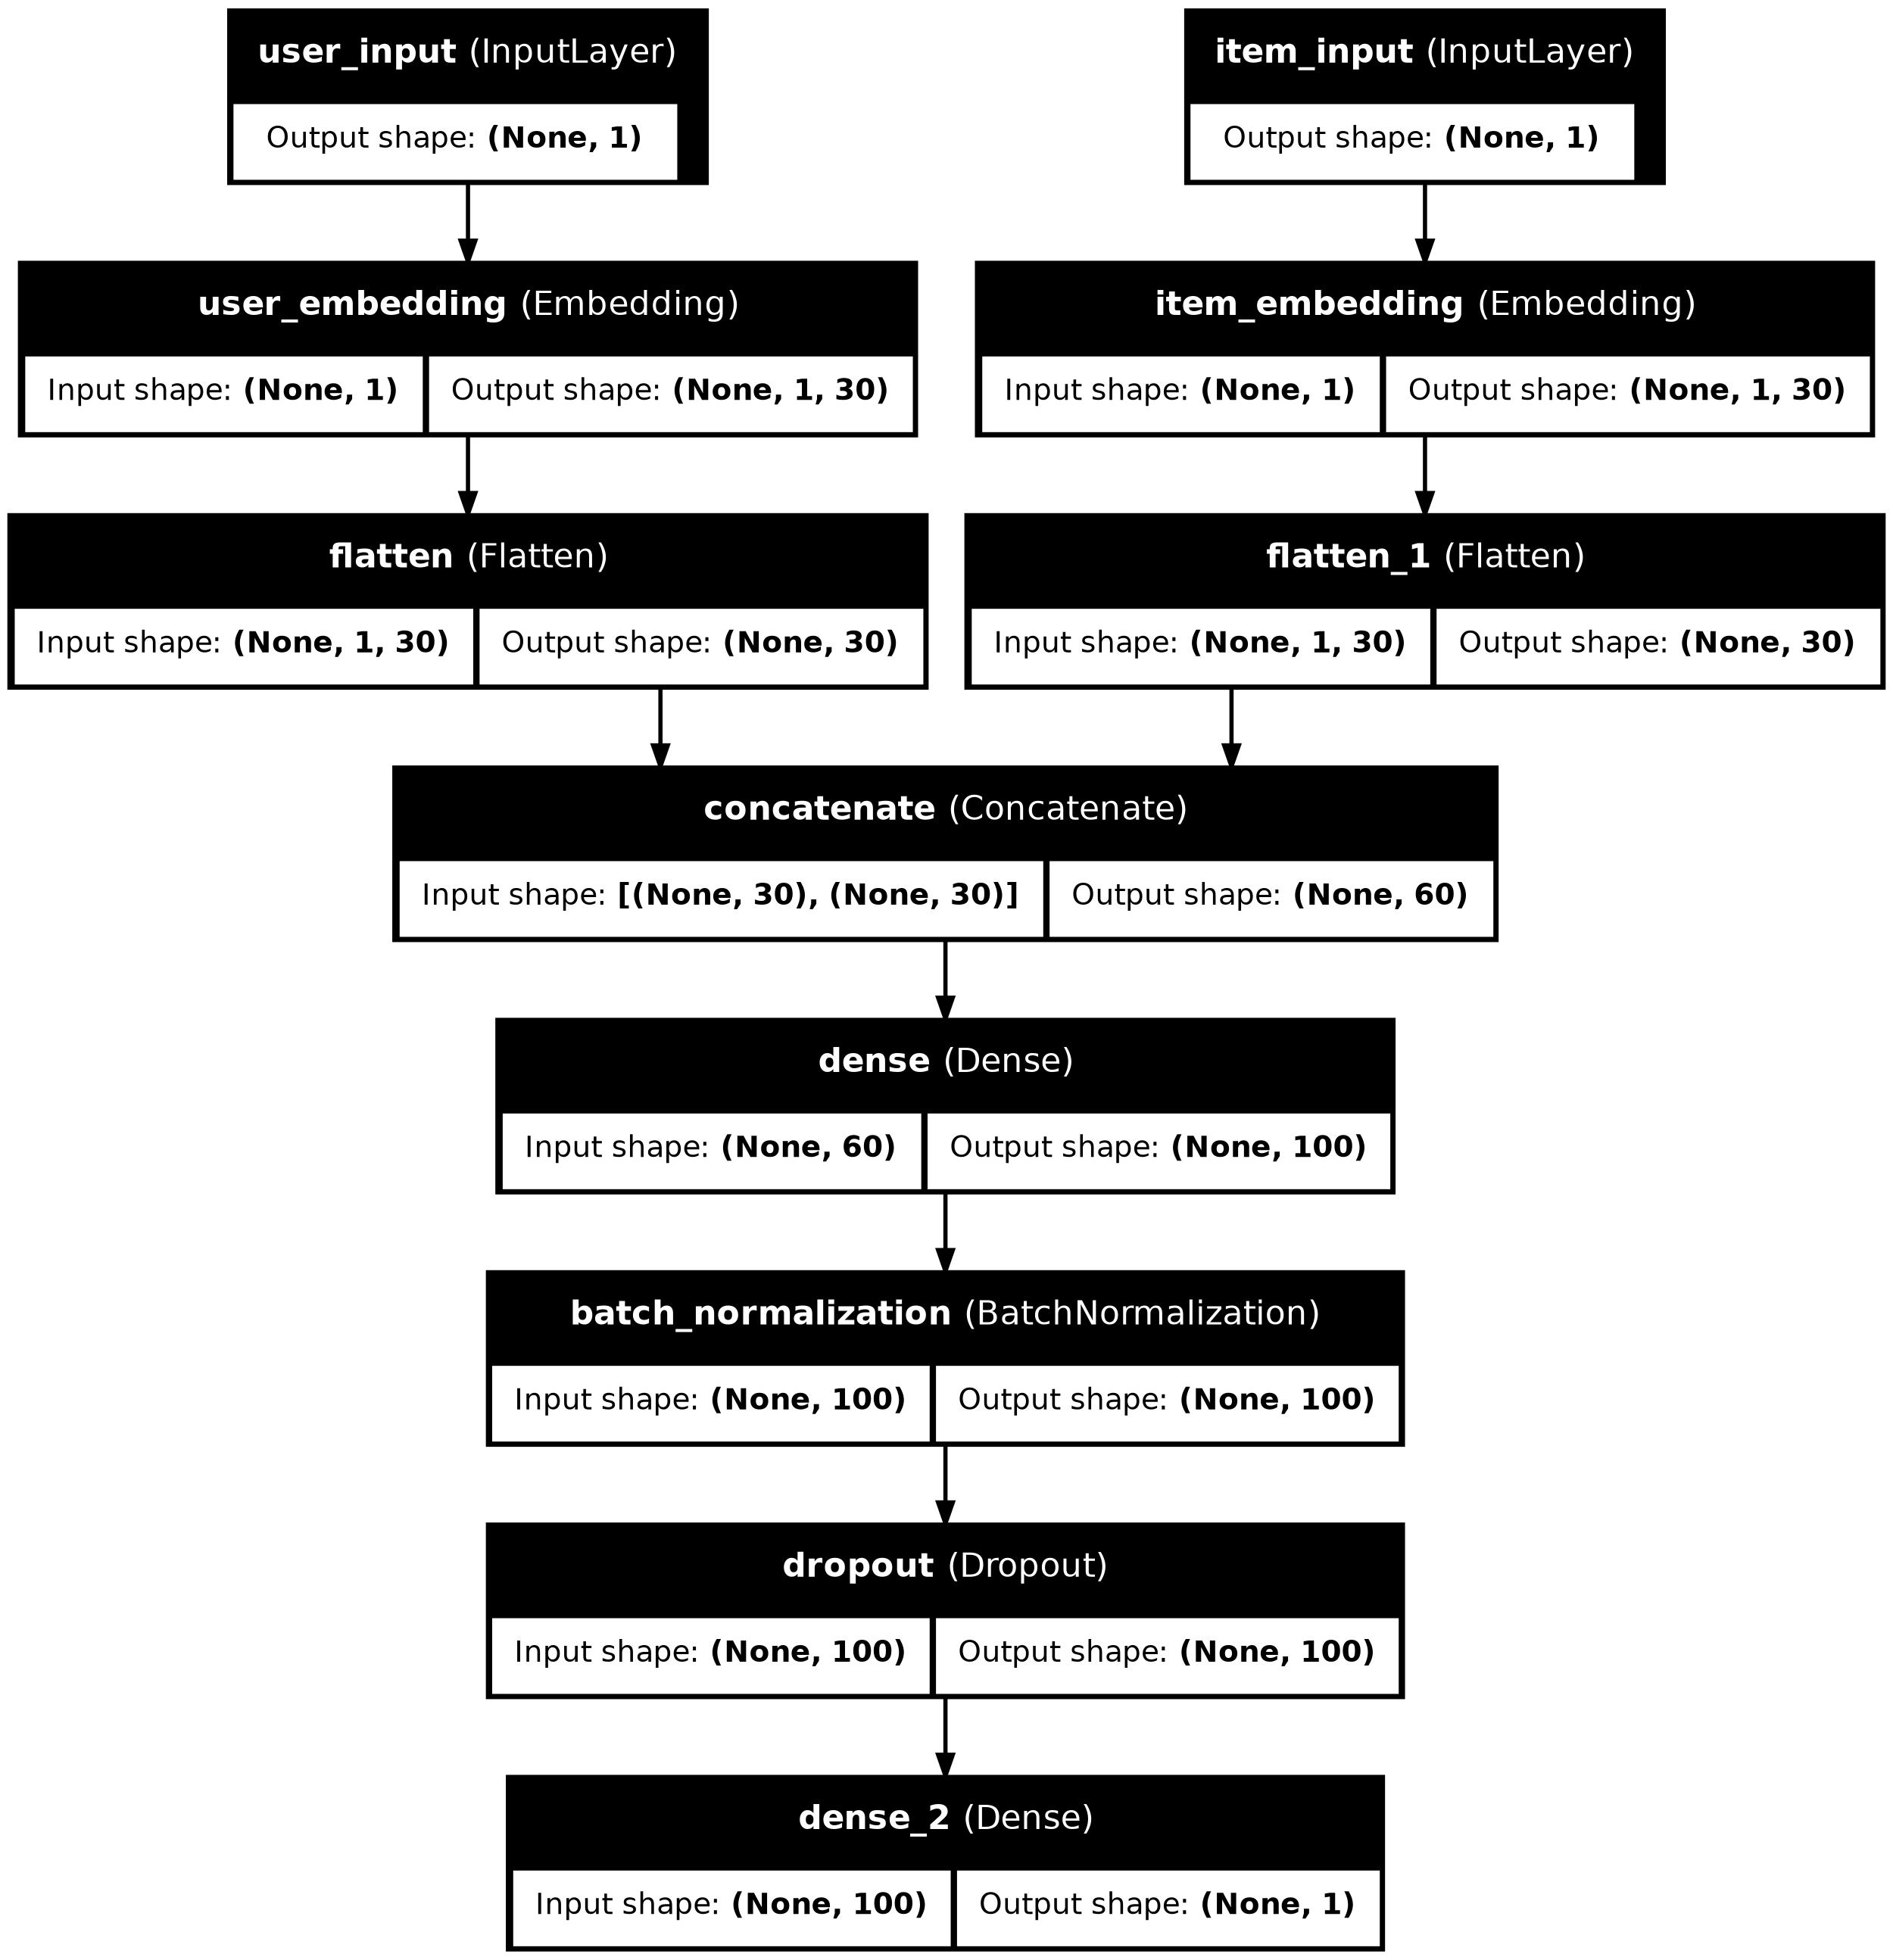 user_input (InputLayer)
item_input (InputLayer)
Output shape: (None, 1)
Output shape: (None, 1)
user_embedding (Embedding)
item_embedding (Embedding)
Input shape: (None, 1)
Output shape: (None, 1, 30)
Input shape: (None, 1)
Output shape: (None, 1, 30)
flatten (Flatten)
flatten_1 (Flatten)
Input shape: (None, 1, 30)
Output shape: (None, 30)
Input shape: (None, 1, 30)
Output shape: (None, 30)
concatenate (Concatenate)
Input shape: [(None, 30), (None, 30)]
Output shape: (None, 60)
dense (Dense)
Input shape: (None, 60)
Output shape: (None, 100)
batch_normalization (BatchNormalization)
Input shape: (None, 100)
Output shape: (None, 100)
dropout (Dropout)
Input shape: (None, 100)
Output shape: (None, 100)
dense_2 (Dense)
Input shape: (None, 100)
Output shape: (None, 1)